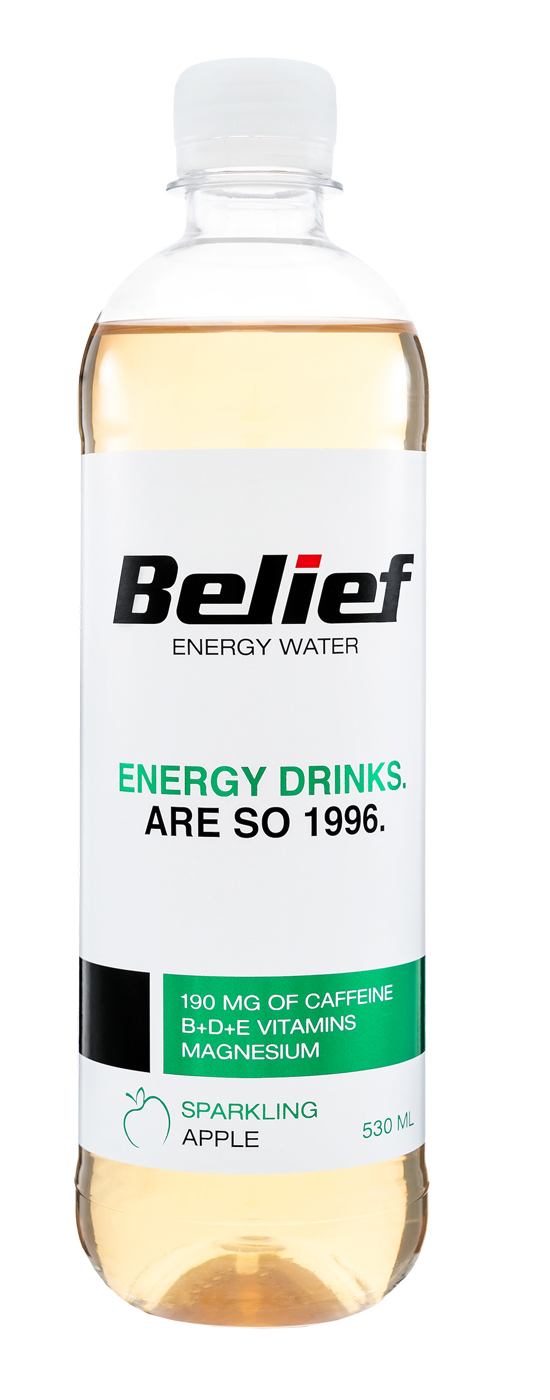 Belief
ENERGY WATER
ENERGY DRINKS.
ARE SO 1996.
190 MG OF CAFFEINE
B+D+E VITAMINS
MAGNESIUM
SPARKLING
APPLE
530 ML